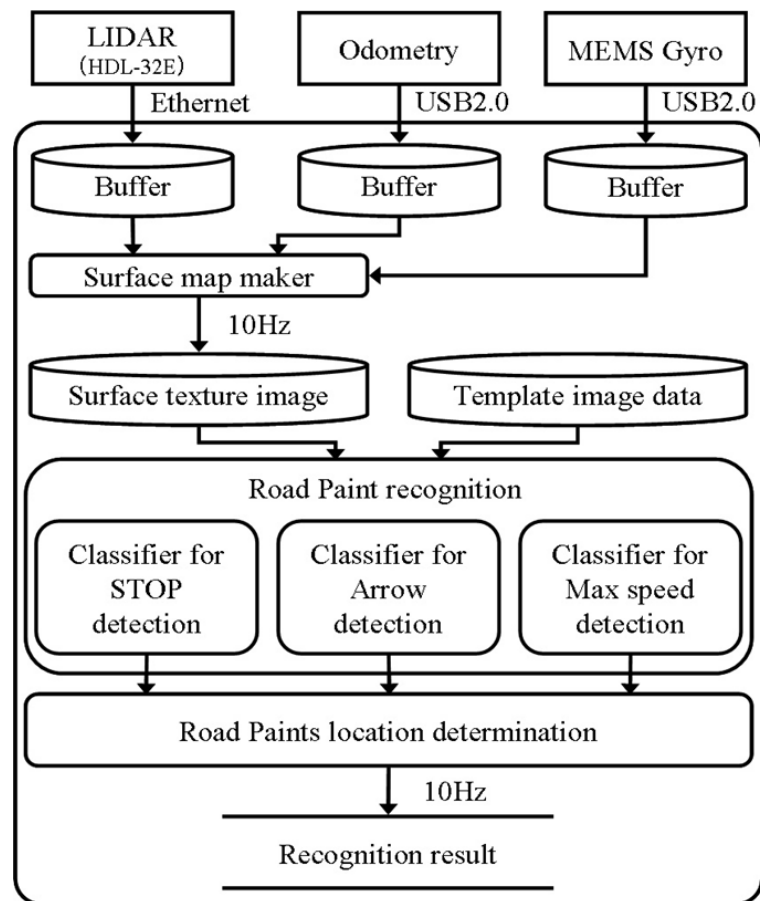 LIDAR
(HDL-32E)
Odometry
MEMS Gyro
Ethernet
USB2.0
USB2.0
Buffer
Buffer
Buffer
Surface map maker
10Hz
Surface texture image
Template image data
Road Paint recognition
Classifier for
STOP
detection
Classifier for
Arrow
detection
Classifier for
Max speed
detection
Road Paints location determination
10Hz
Recognition result